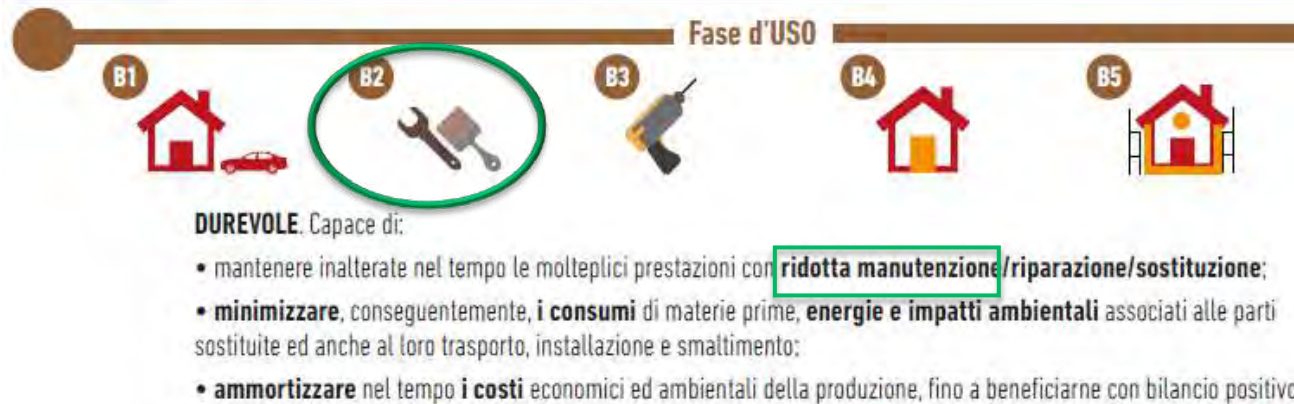 Fase d'USO
B1 B2 B3 B4 B5
DUREVOLE. Capace di:
• mantenere inalterate nel tempo le molteplici prestazioni con ridotta manutenzione/riparazione/sostituzione;
• minimizzare, conseguentemente, i consumi di materie prime, energie e impatti ambientali associati alle parti
sostituite ed anche al loro trasporto, installazione e smaltimento;
• ammortizzare nel tempo i costi economici ed ambientali della produzione, fino a beneficiarne con bilancio positivo